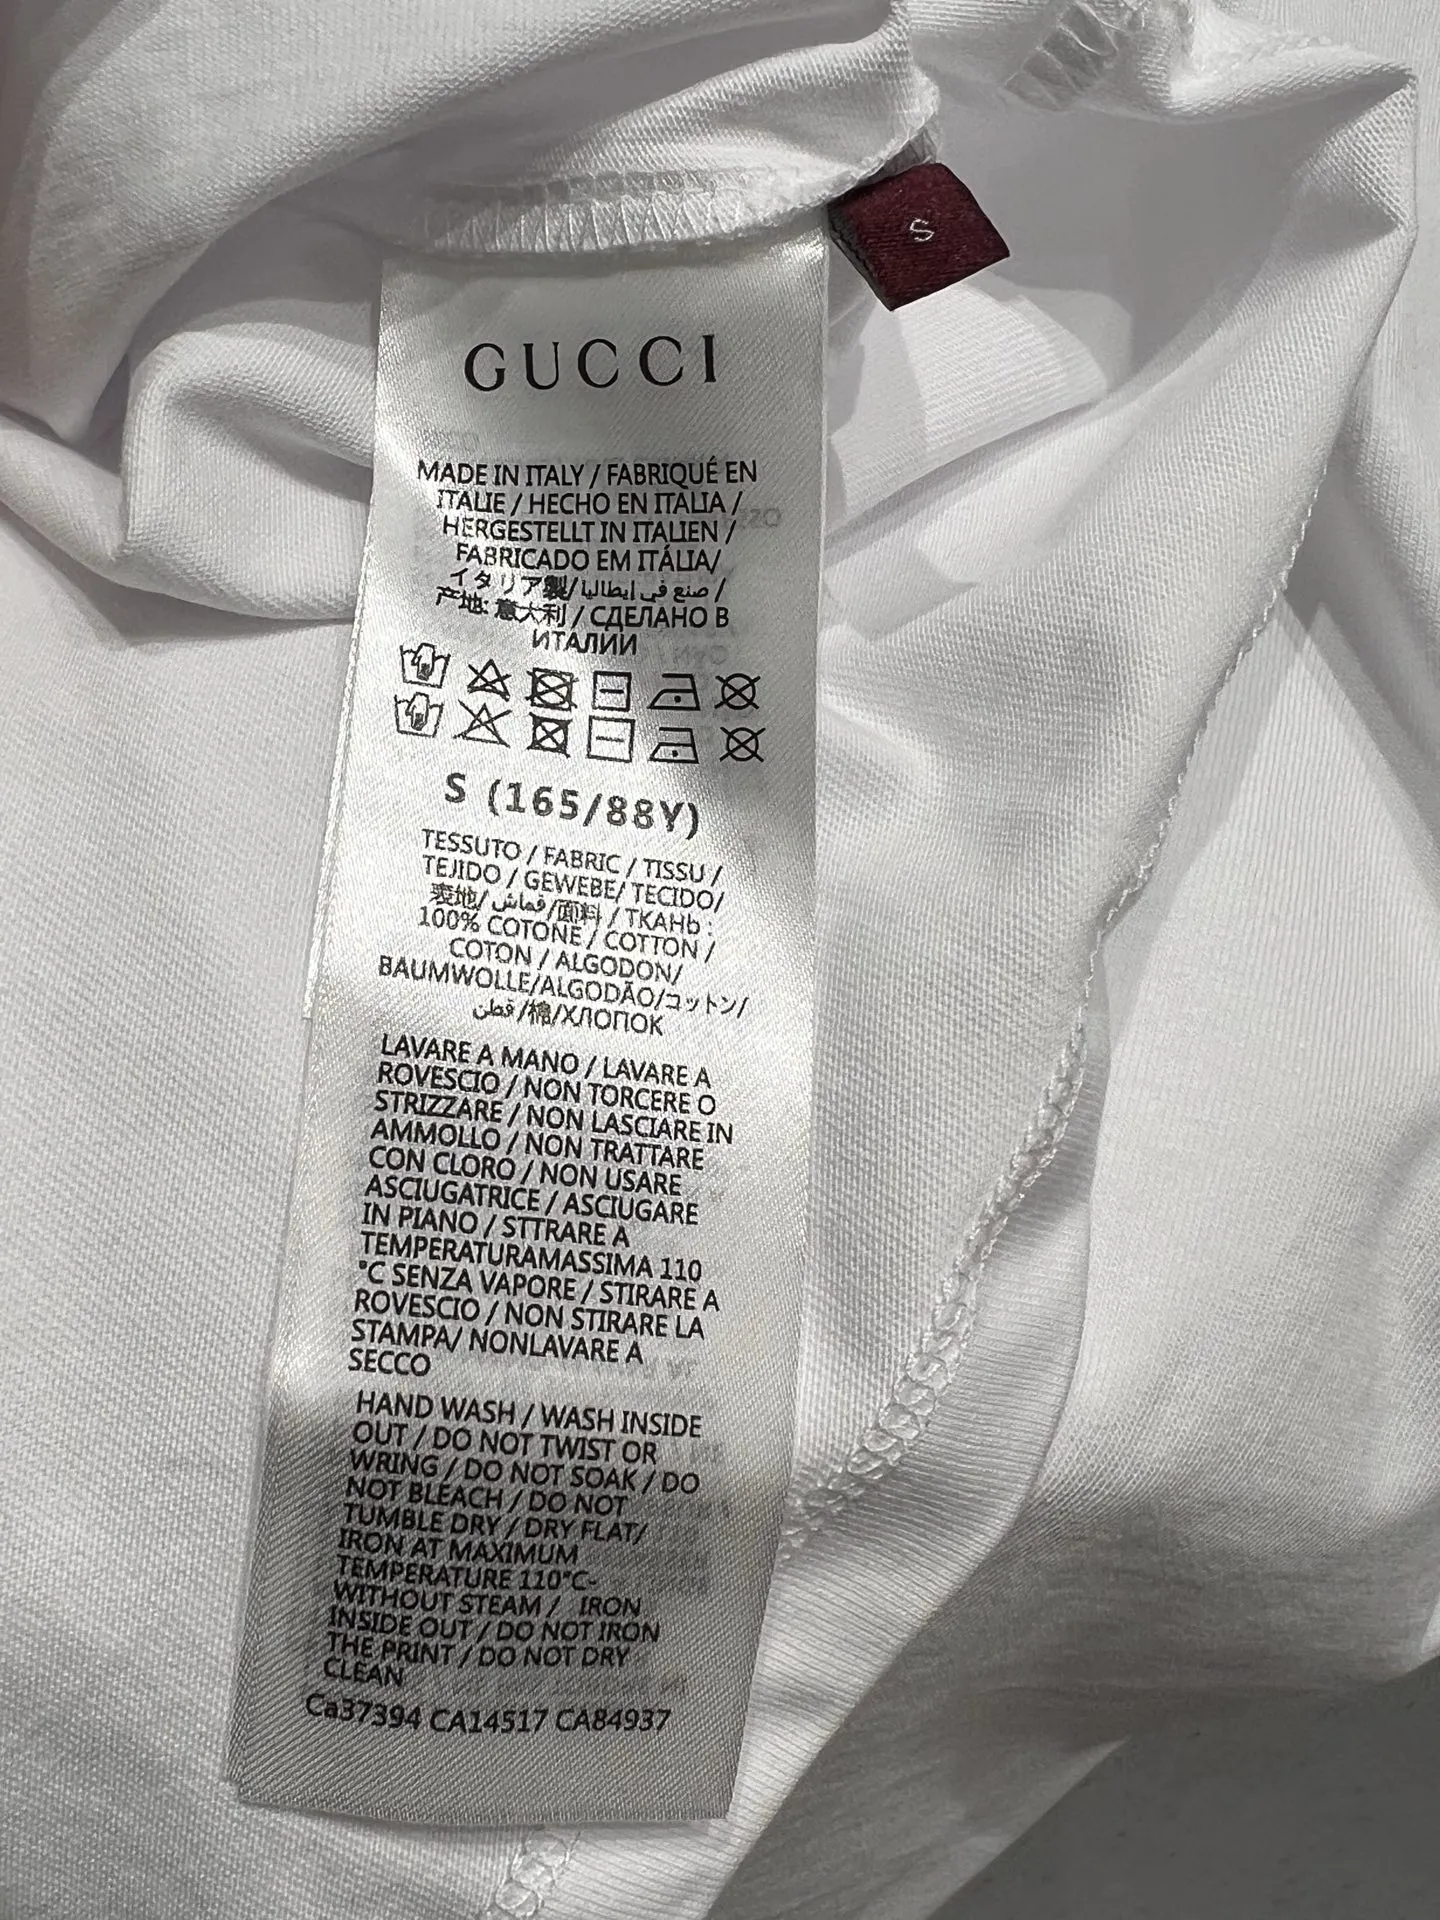 S
GUCCI
MADE IN ITALY / FABRIQUÉ EN
ITALIE / HECHO EN ITALIA /
HERGESTELLT IN ITALIEN /
FABRICADO EM ITÁLIA/
イタリア製/صنع في إيطاليا /
产地: 意大利 / СДЕЛАНО В
ИТАЛИИ
S (165/88Y)
TESSUTO / FABRIC / TISSU /
TEJIDO / GEWEBE/ TECIDO/
表地/ قماش/面料 / ТКАНЬ :
100% COTONE / COTTON /
COTON / ALGODON/
BAUMWOLLE/ALGODÃO/コットン/
قطن /棉/ХЛОПОК
LAVARE A MANO / LAVARE A
ROVESCIO / NON TORCERE O
STRIZZARE / NON LASCIARE IN
AMMOLLO / NON TRATTARE
CON CLORO / NON USARE
ASCIUGATRICE / ASCIUGARE
IN PIANO / STTRARE A
TEMPERATURAMASSIMA 110
°C SENZA VAPORE / STIRARE A
ROVESCIO / NON STIRARE LA
STAMPA/ NONLAVARE A
SECCO
HAND WASH / WASH INSIDE
OUT / DO NOT TWIST OR
WRING / DO NOT SOAK / DO
NOT BLEACH / DO NOT
TUMBLE DRY / DRY FLAT/
IRON AT MAXIMUM
TEMPERATURE 110°C-
WITHOUT STEAM / IRON
INSIDE OUT / DO NOT IRON
THE PRINT / DO NOT DRY
CLEAN
Ca37394 CA14517 CA84937